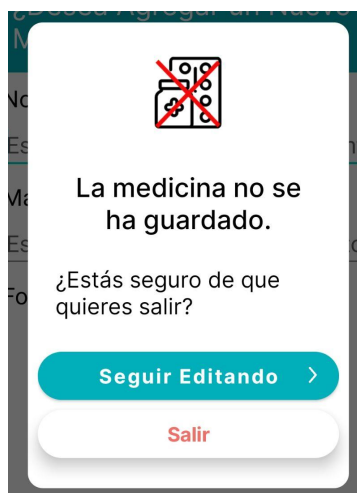 La medicina no se
ha guardado.
¿Estás seguro de que
quieres salir?
Seguir Editando
Salir